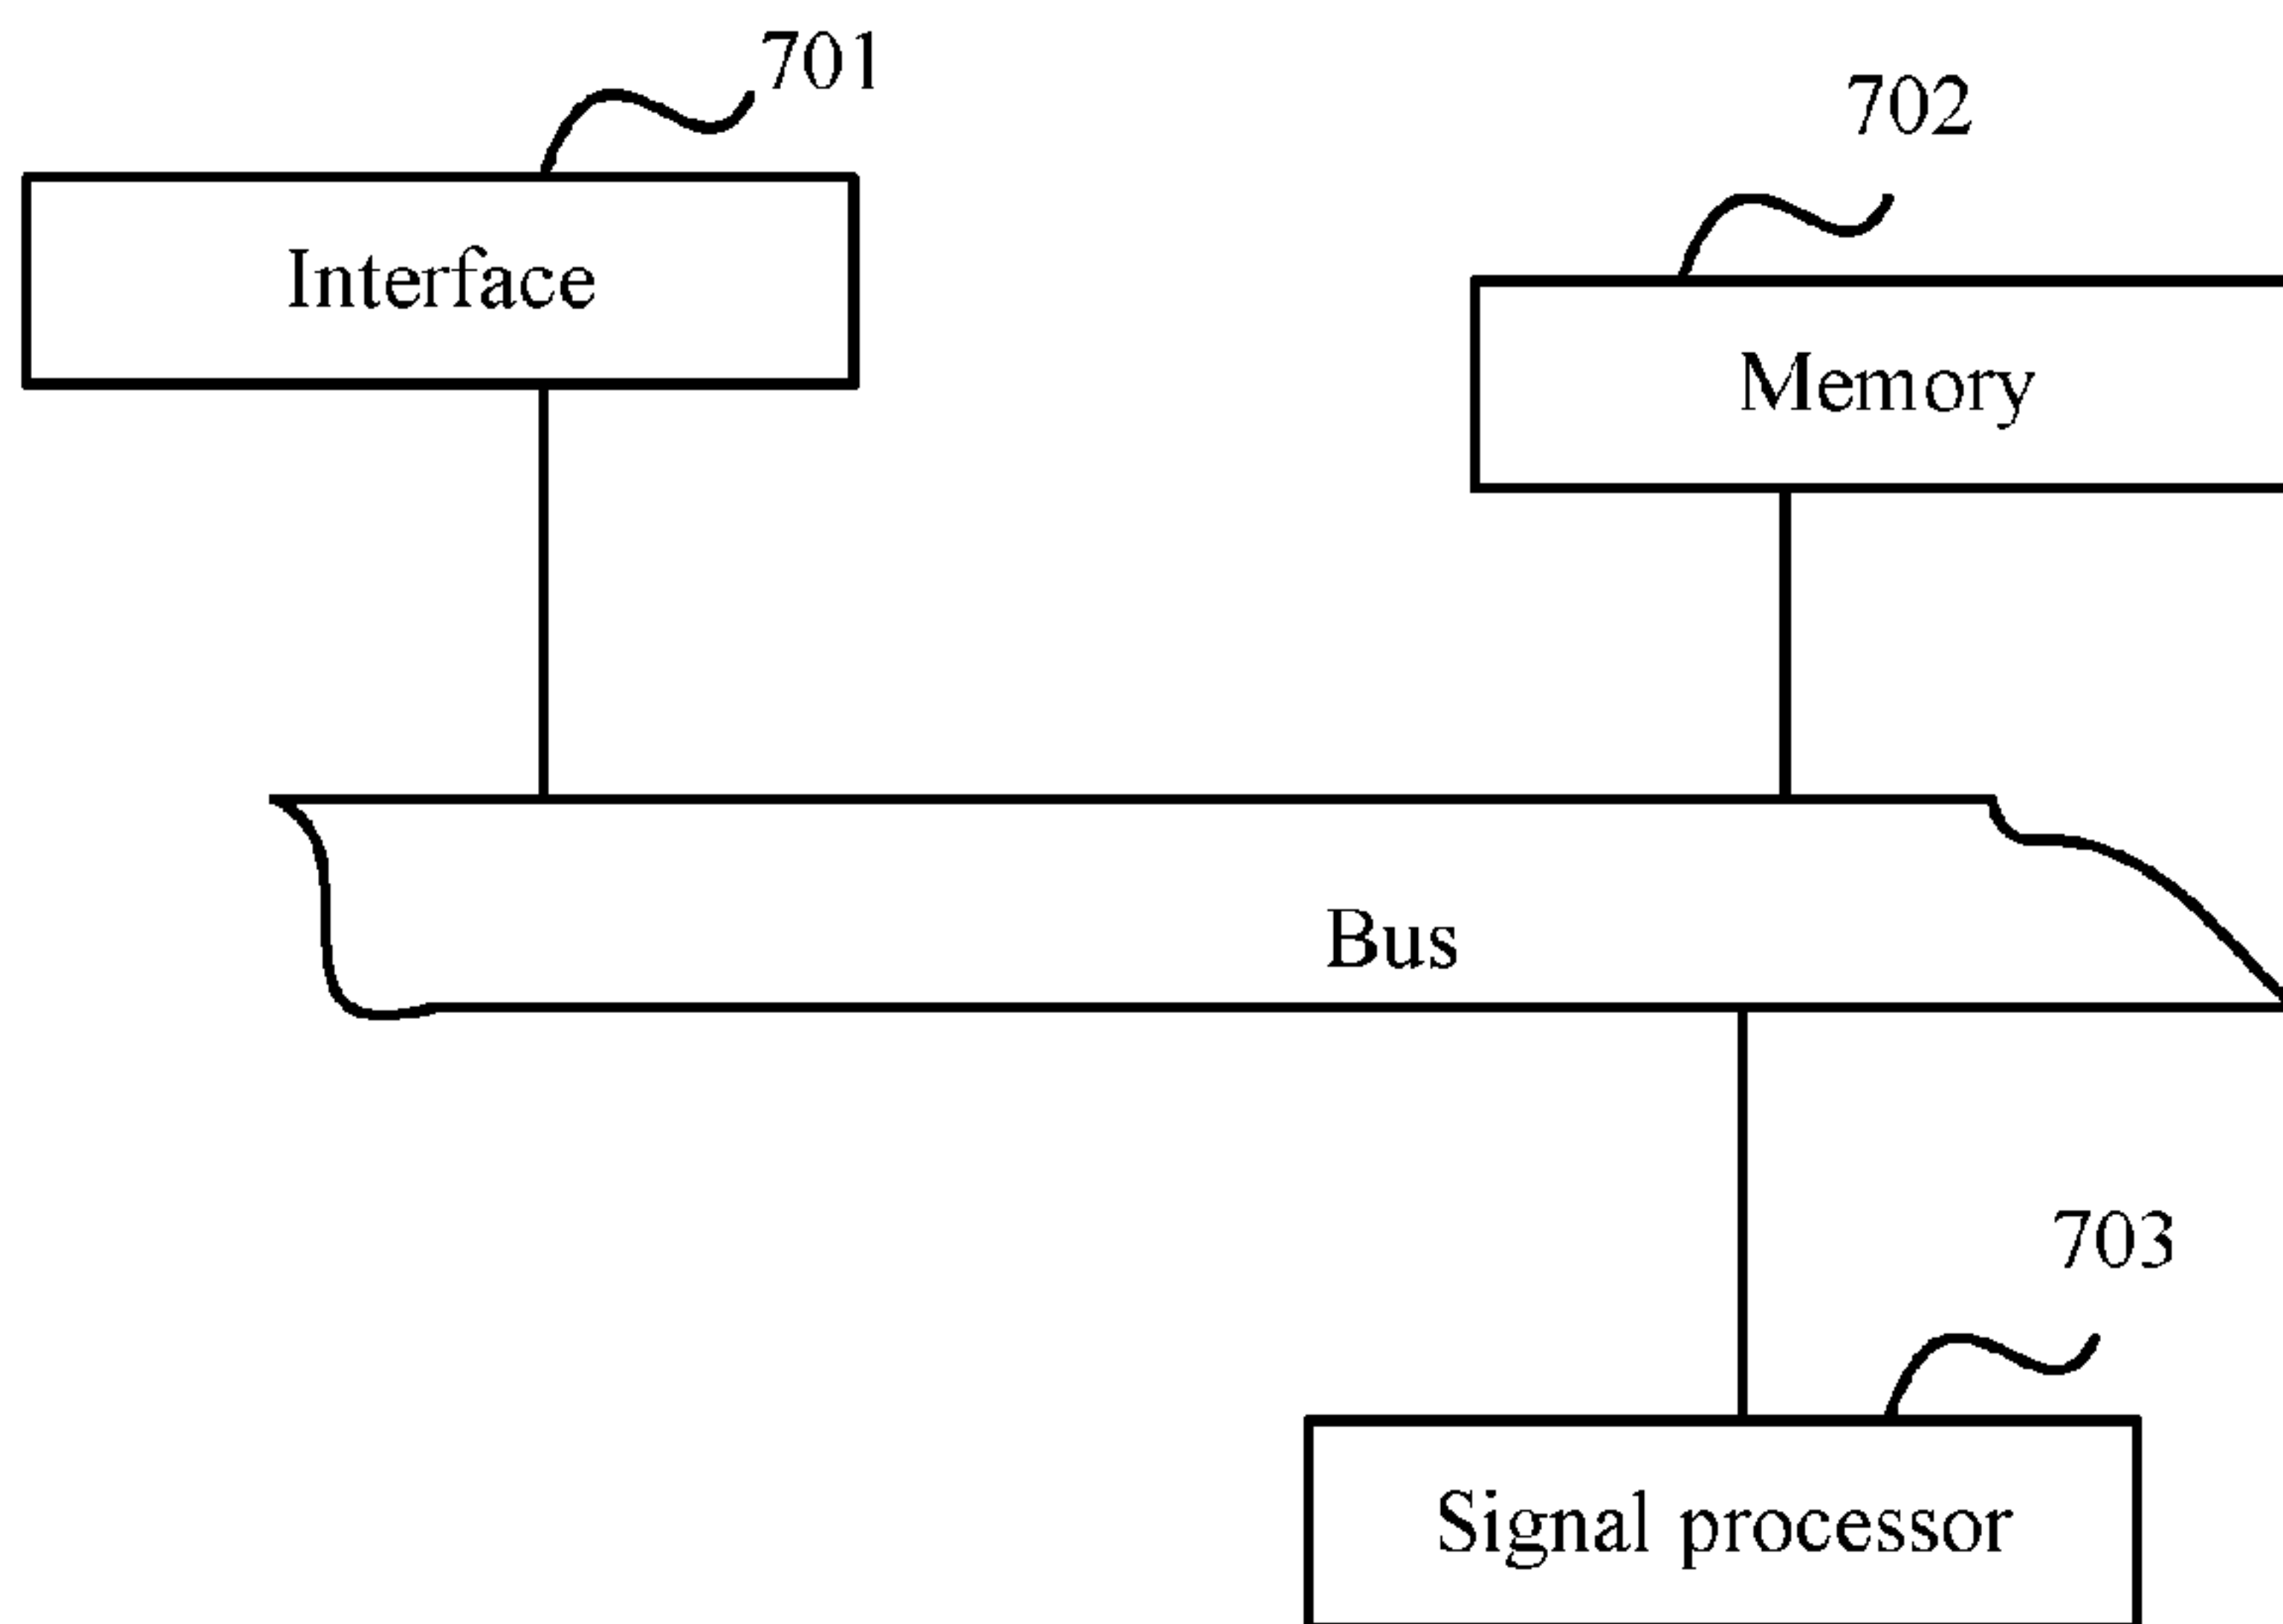 701
702
Interface
Memory
Bus
703
Signal processor